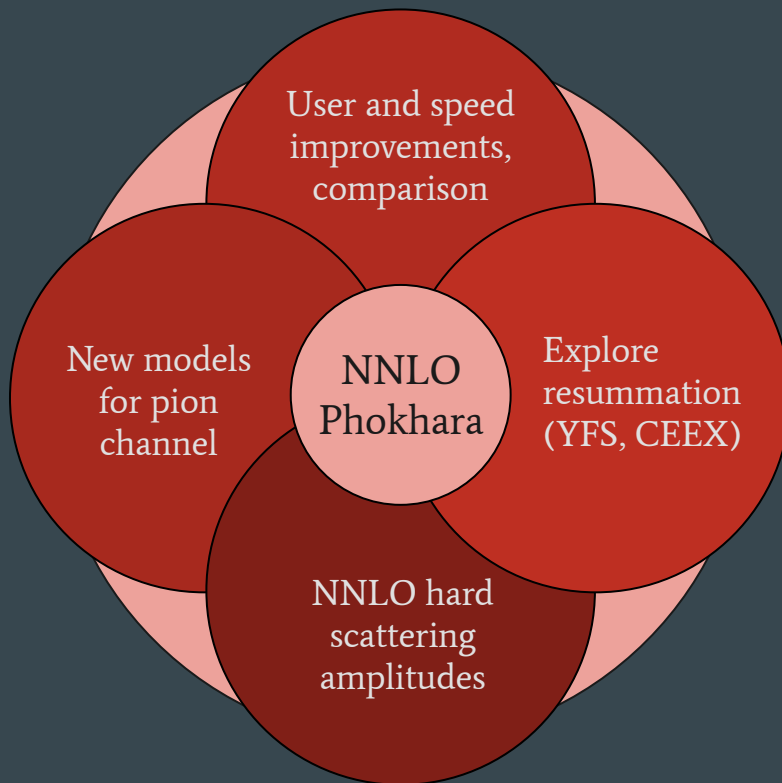 User and speed
improvements,
comparison
New models
for pion
channel
NNLO
Phokhara
Explore
resummation
(YFS, CEEX)
NNLO hard
scattering
amplitudes